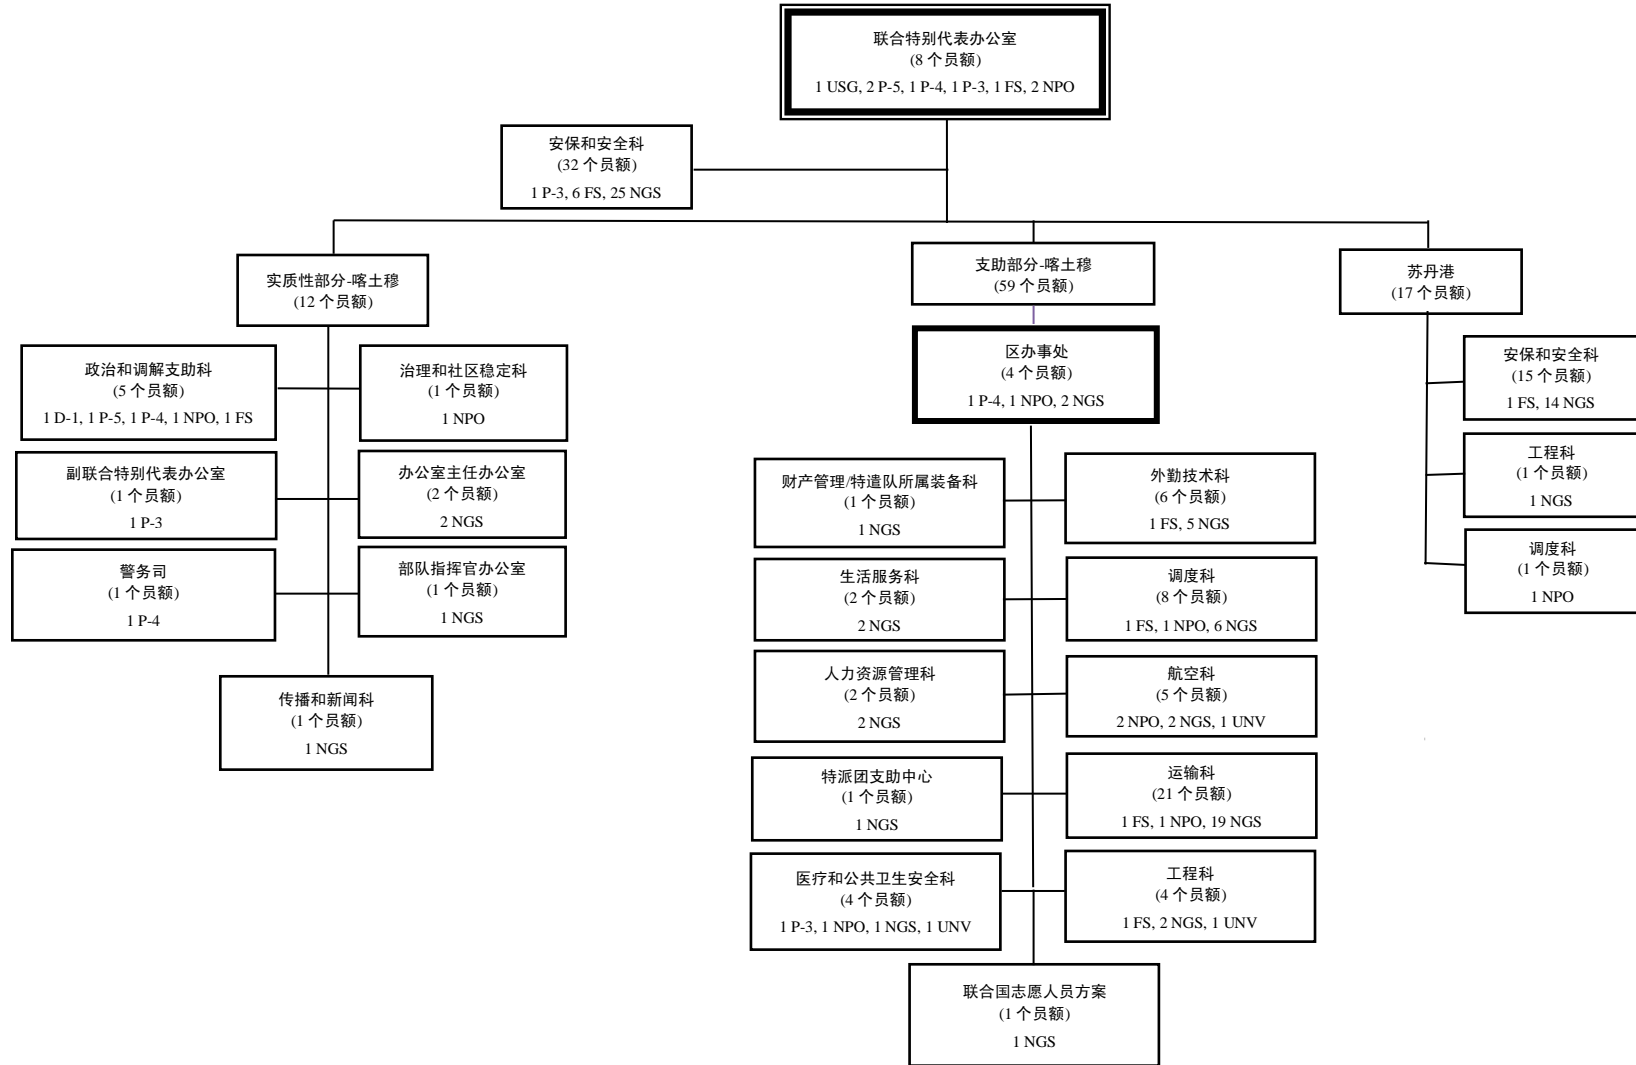 联合特别代表办公室
(8 个员额)
1 USG, 2 P-5, 1 P-4, 1 P-3, 1 FS, 2 NPO
安保和安全科
(32 个员额)
1 P-3, 6 FS, 25 NGS
实质性部分-喀土穆
(12 个员额)
政治和调解支助科
(5 个员额)
1 D-1, 1 P-5, 1 P-4, 1 NPO, 1 FS
治理和社区稳定科
(1 个员额)
1 NPO
副联合特别代表办公室
(1 个员额)
1 P-3
办公室主任办公室
(2 个员额)
2 NGS
警务司
(1 个员额)
1 P-4
部队指挥官办公室
(1 个员额)
1 NGS
传播和新闻科
(1 个员额)
1 NGS
支助部分-喀土穆
(59 个员额)
区办事处
(4 个员额)
1 P-4, 1 NPO, 2 NGS
财产管理/特遣队所属装备科
(1 个员额)
1 NGS
外勤技术科
(6 个员额)
1 FS, 5 NGS
生活服务科
(2 个员额)
2 NGS
调度科
(8 个员额)
1 FS, 1 NPO, 6 NGS
人力资源管理科
(2 个员额)
2 NGS
航空科
(5 个员额)
2 NPO, 2 NGS, 1 UNV
特派团支助中心
(1 个员额)
1 NGS
运输科
(21 个员额)
1 FS, 1 NPO, 19 NGS
医疗和公共卫生安全科
(4 个员额)
1 P-3, 1 NPO, 1 NGS, 1 UNV
工程科
(4 个员额)
1 FS, 2 NGS, 1 UNV
联合国志愿人员方案
(1 个员额)
1 NGS
苏丹港
(17 个员额)
安保和安全科
(15 个员额)
1 FS, 14 NGS
工程科
(1 个员额)
1 NGS
调度科
(1 个员额)
1 NPO